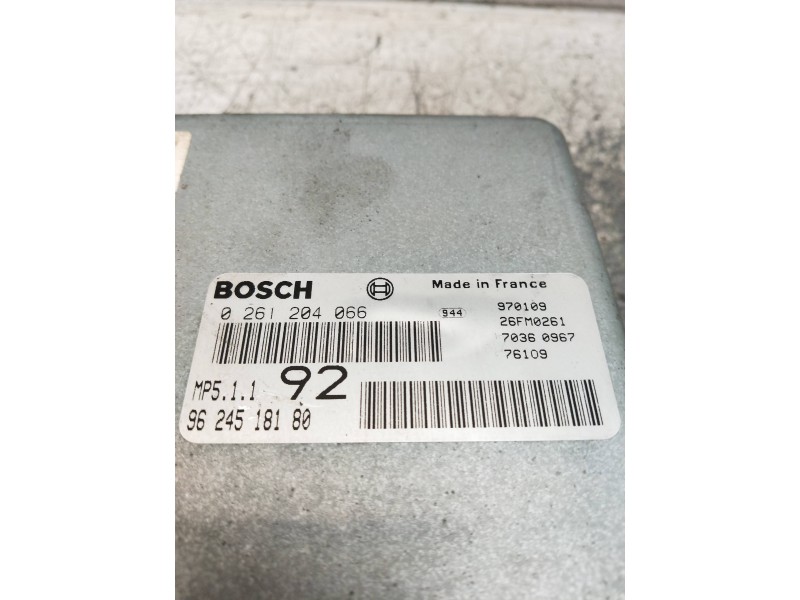 BOSCH Made in France
0 261 204 066 944 970109
26FM0261
7036 0967
76109
MP5.1.1 92
96 245 181 80